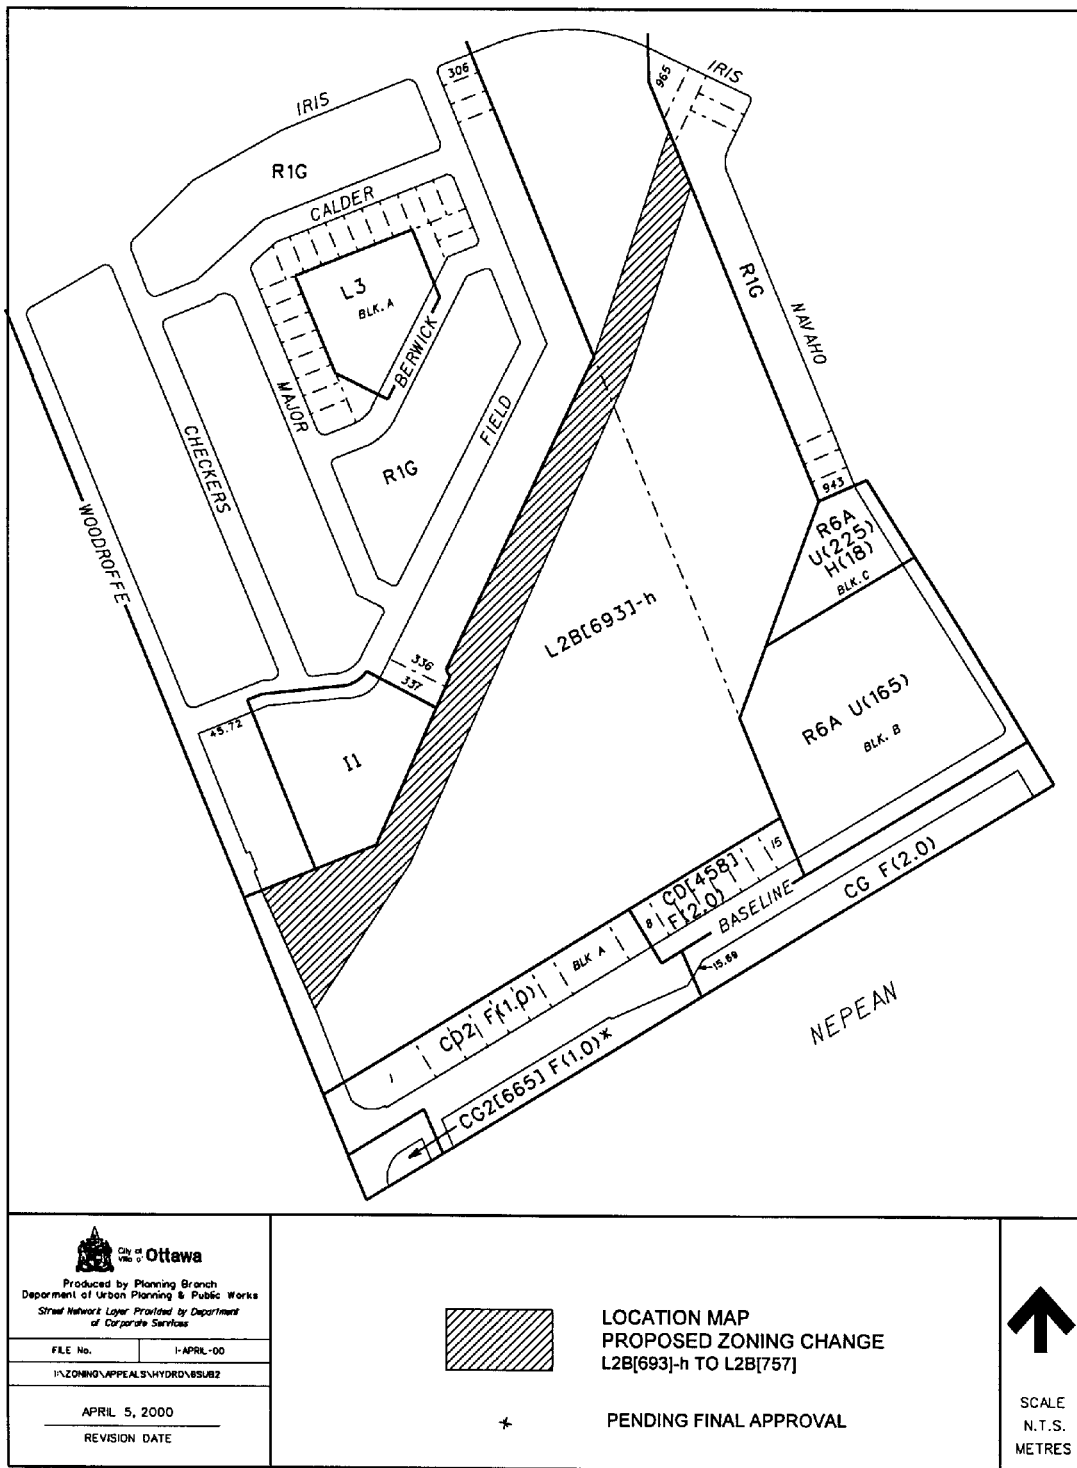 IRIS
306
965
IRIS
R1G
CALDER
L3
BLK. A
BERWICK
MAJOR
CHECKERS
WOODROFFE
FIELD
R1G
R1G
NAVAHO
943
R6A
U(225)
H(18)
BLK. C
L2B[693]-h
336
337
45.72
I1
R6A U(165)
BLK. B
CD[458]
F(2.0)
15
8
BASELINE
CG F(2.0)
BLK A
15.69
CD2 F(1.0)
NEPEAN
CG2[665] F(1.0)*
City of
Ville d'
Ottawa
Produced by Planning Branch
Deparment of Urban Planning & Public Works
Street Network Layer Provided by Department
of Corporate Services
FILE No.
1-APRIL-00
I:\ZONING\APPEALS\HYDRO\BSUB2
APRIL 5, 2000
REVISION DATE
LOCATION MAP
PROPOSED ZONING CHANGE
L2B[693]-h TO L2B[757]
* PENDING FINAL APPROVAL
SCALE
N.T.S.
METRES